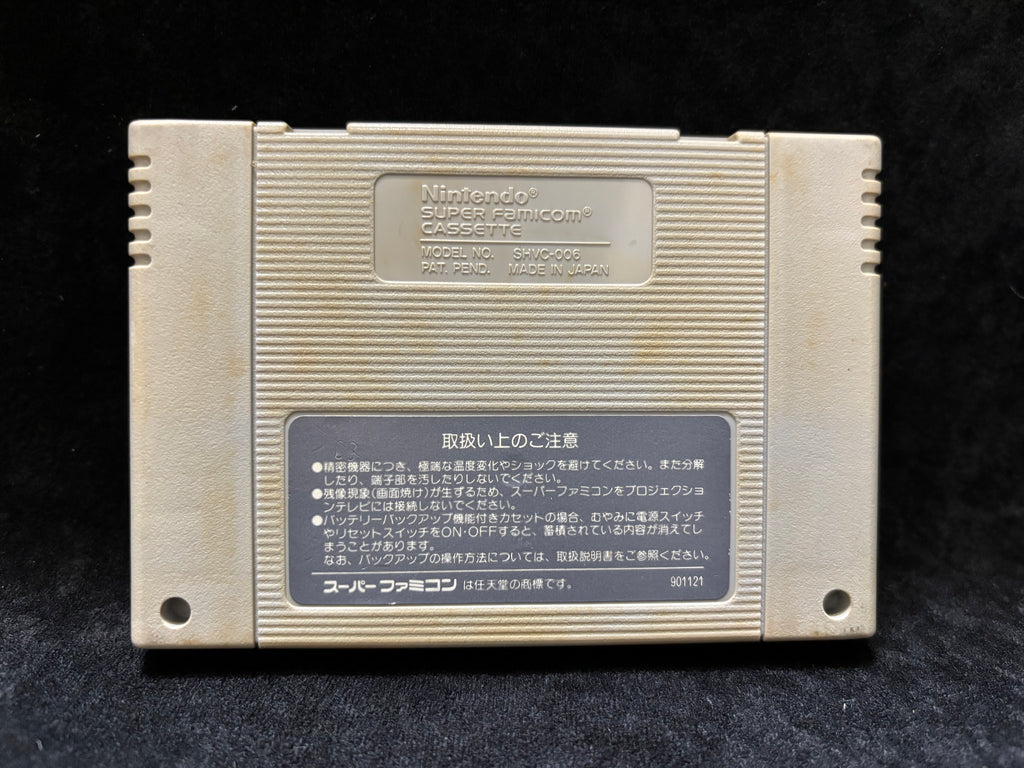 Nintendo®
SUPER FAMICOM®
CASSETTE
MODEL NO. SHVC-006
PAT. PEND. MADE IN JAPAN
取扱い上のご注意
●精密機器につき、極端な温度変化やショックを避けてください。また分解
したり、端子部を汚したりしないでください。
●残像現象(画面焼け)が生ずるため、スーパーファミコンをプロジェクショ
ンテレビには接続しないでください。
●バッテリーバックアップ機能付きカセットの場合、むやみに電源スイッチ
やリセットスイッチをON・OFFすると、蓄積されている内容が消えてし
まうことがあります。
なお、バックアップの操作方法については、取扱説明書をご参照ください。
スーパーファミコン は任天堂の商標です。 901121